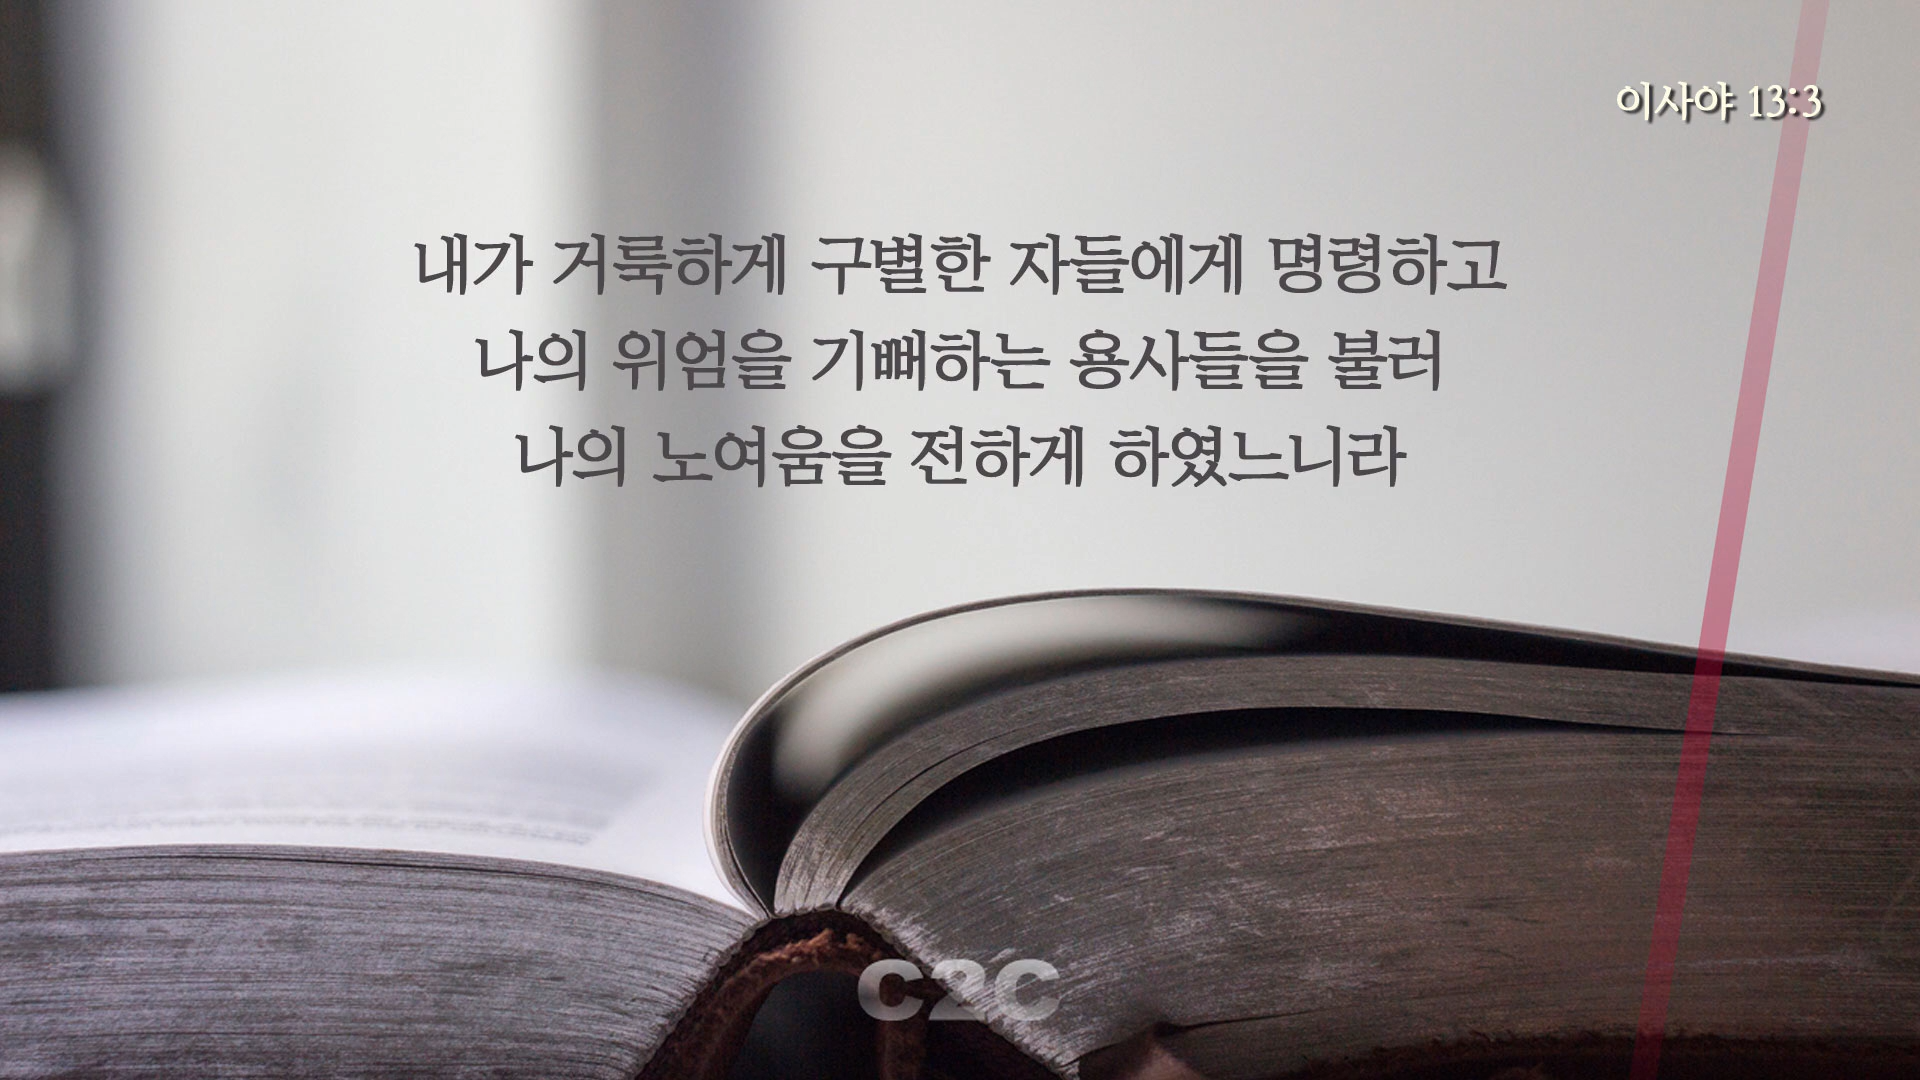 이사야 13:3
내가 거룩하게 구별한 자들에게 명령하고
나의 위엄을 기뻐하는 용사들을 불러
나의 노여움을 전하게 하였느니라
C2C